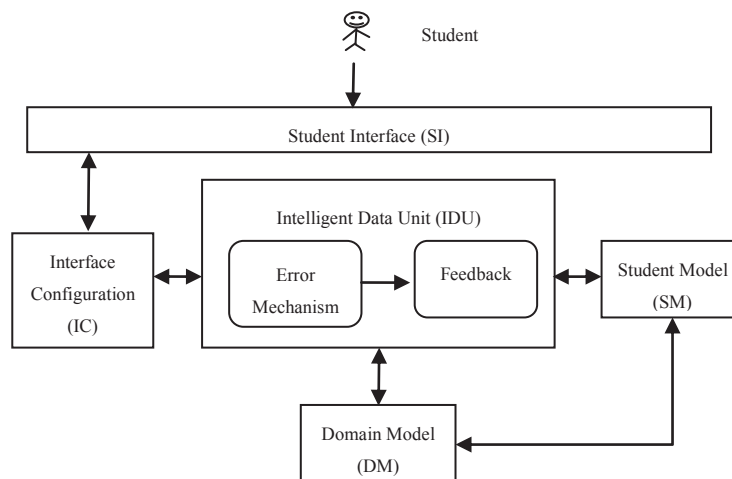 Student
Student Interface (SI)
Intelligent Data Unit (IDU)
Interface
Configuration
(IC)
Error
Mechanism
Feedback
Student Model
(SM)
Domain Model
(DM)